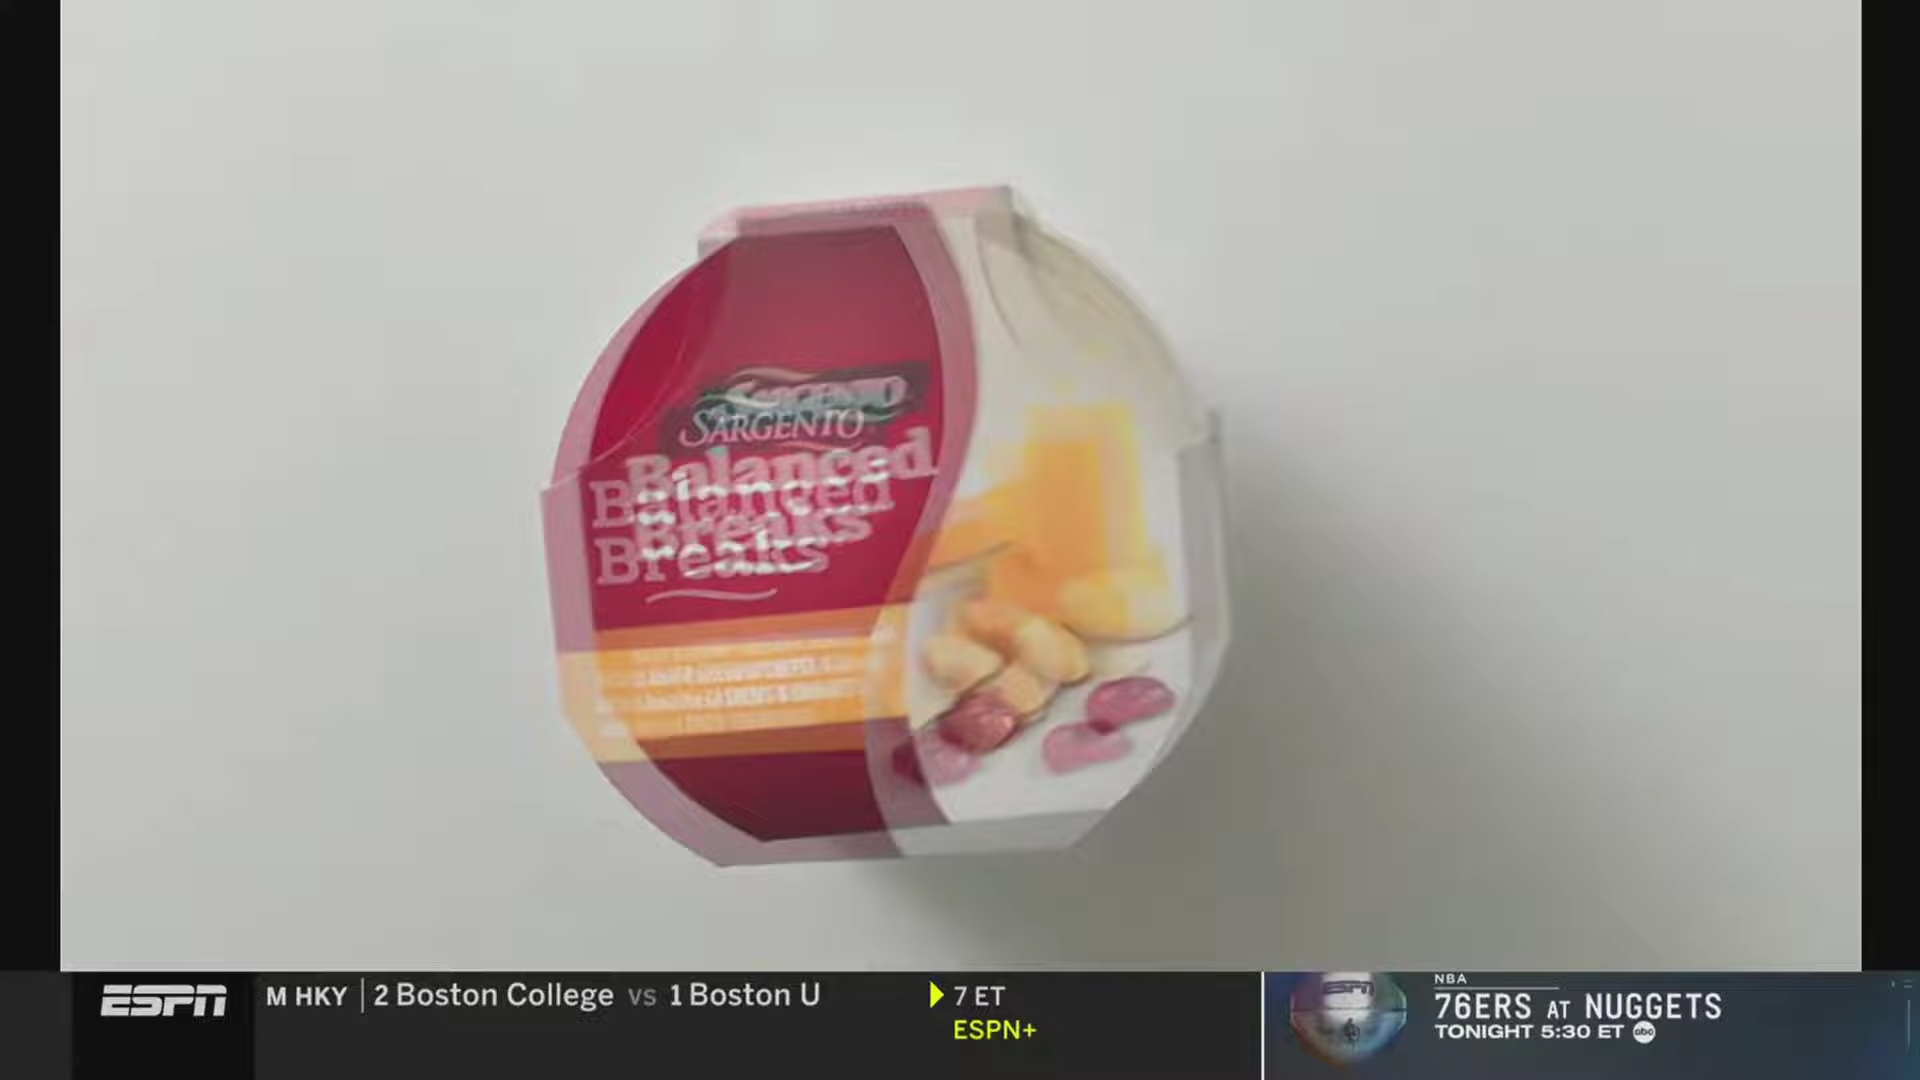 SARGENTO
Balanced
Breaks
ESPN
M HKY | 2 Boston College vs 1 Boston U
7 ET
ESPN+
NBA
76ERS AT NUGGETS
TONIGHT 5:30 ET abc